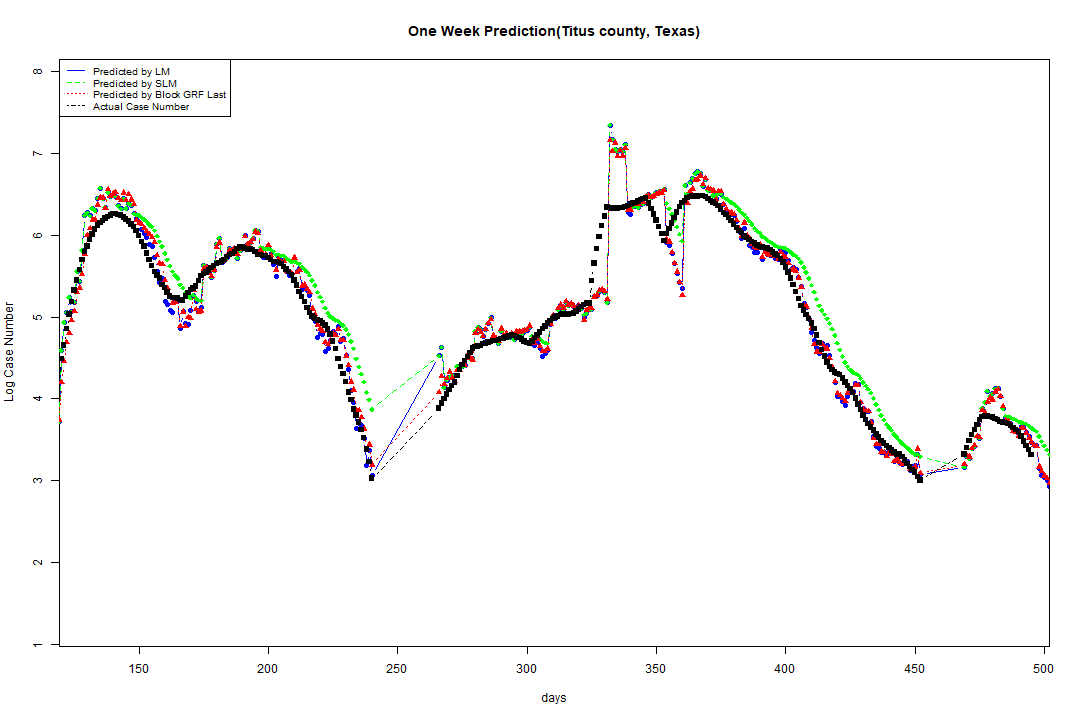 One Week Prediction(Titus county, Texas)
Predicted by LM
Predicted by SLM
Predicted by Block GRF Last
Actual Case Number
8
7
6
5
4
3
2
1
Log Case Number
150 200 250 300 350 400 450 500
days